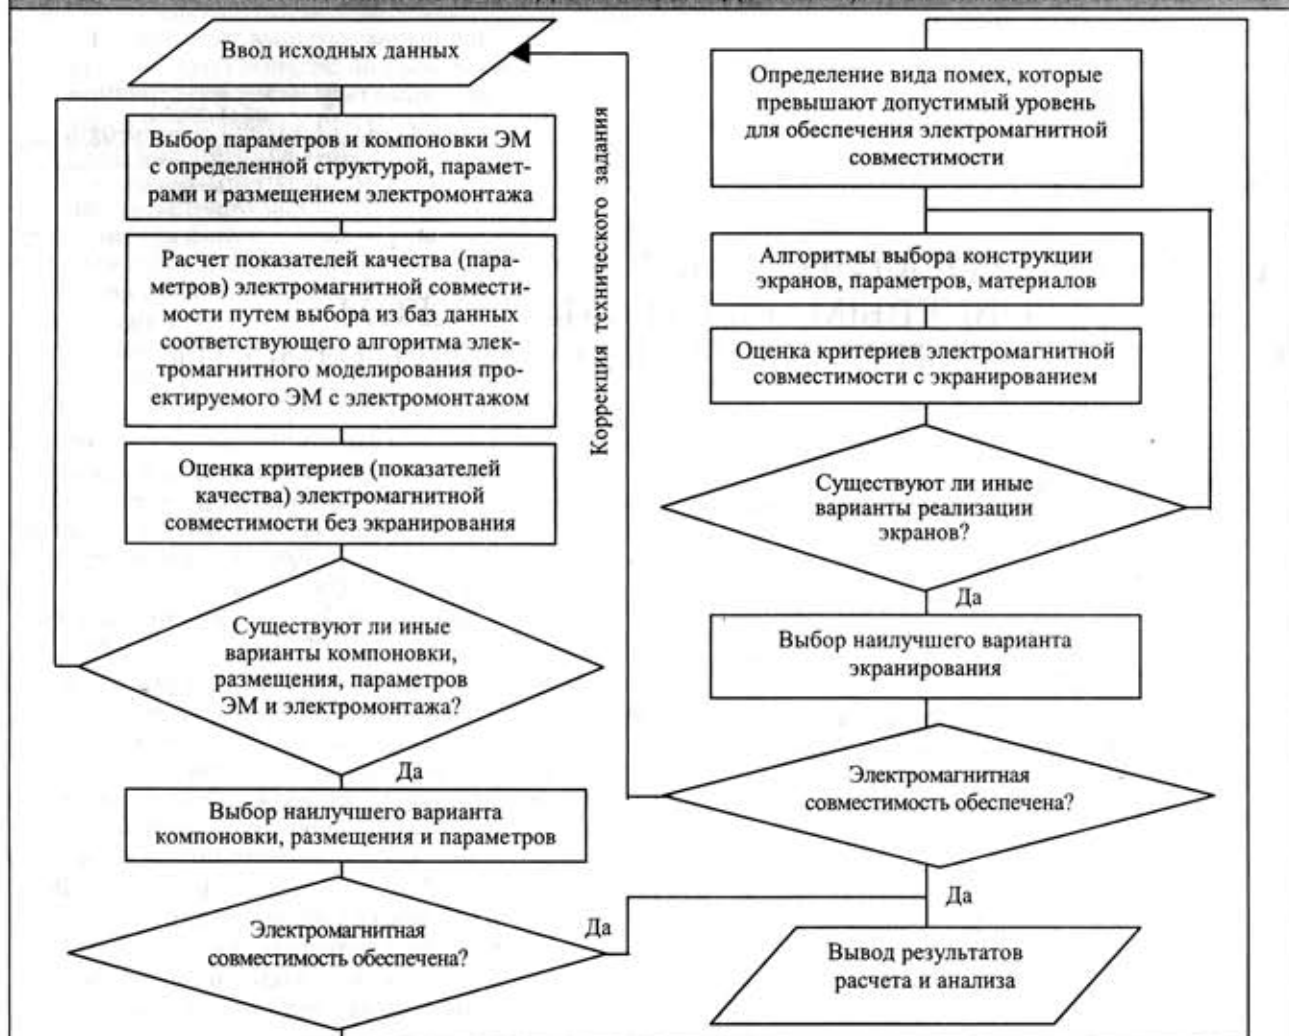 Ввод исходных данных
Выбор параметров и компоновки ЭМ
с определенной структурой, парамет-
рами и размещением электромонтажа
Расчет показателей качества (пара-
метров) электромагнитной совмести-
мости путем выбора из баз данных
соответствующего алгоритма элек-
тромагнитного моделирования про-
ектируемого ЭМ с электромонтажом
Оценка критериев (показателей
качества) электромагнитной
совместимости без экранирования
Существуют ли иные
варианты компоновки,
размещения, параметров
ЭМ и электромонтажа?
Да
Выбор наилучшего варианта
компоновки, размещения и параметров
Электромагнитная
совместимость обеспечена?
Да
Коррекция технического задания
Определение вида помех, которые
превышают допустимый уровень
для обеспечения электромагнитной
совместимости
Алгоритмы выбора конструкции
экранов, параметров, материалов
Оценка критериев электромагнитной
совместимости с экранированием
Существуют ли иные
варианты реализации
экранов?
Да
Выбор наилучшего варианта
экранирования
Электромагнитная
совместимость обеспечена?
Да
Вывод результатов
расчета и анализа